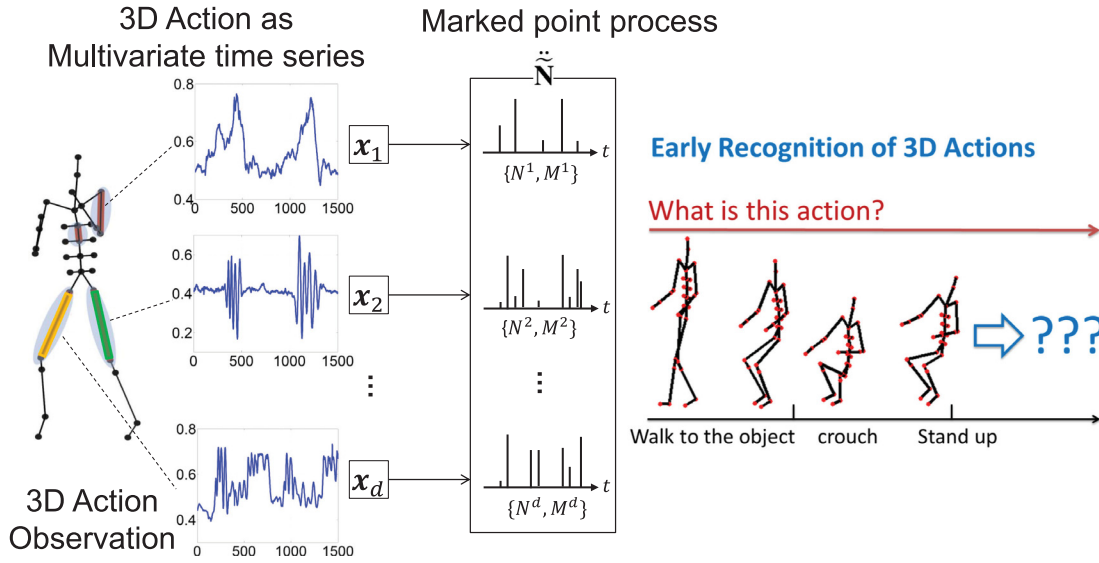 3D Action as
Multivariate time series
Marked point process
Ñ̈
0.8
0.6
0.4
0 500 1000 1500
x₁
t
{N¹, M¹}
0.6
0.4
0.2
0 500 1000 1500
x₂
t
{N², M²}
...
...
0.8
0.6
0.4
0 500 1000 1500
x_d
t
{Nᵈ, Mᵈ}
3D Action
Observation
Early Recognition of 3D Actions
What is this action?
???
Walk to the object crouch Stand up
t